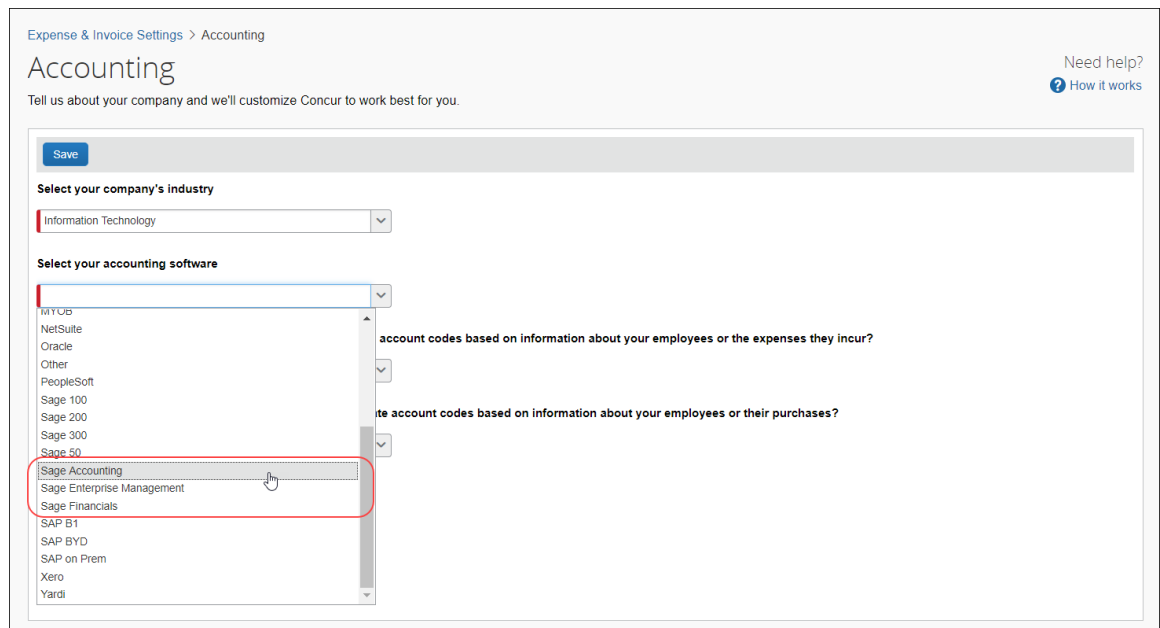 Expense & Invoice Settings > Accounting
Accounting
Need help?
How it works
Tell us about your company and we'll customize Concur to work best for you.
Save
Select your company's industry
Information Technology
Select your accounting software
MYOB
NetSuite
Oracle
account codes based on information about your employees or the expenses they incur?
Other
PeopleSoft
Sage 100
Sage 200
account codes based on information about your employees or their purchases?
Sage 300
Sage 50
Sage Accounting
Sage Enterprise Management
Sage Financials
SAP B1
SAP BYD
SAP on Prem
Xero
Yardi